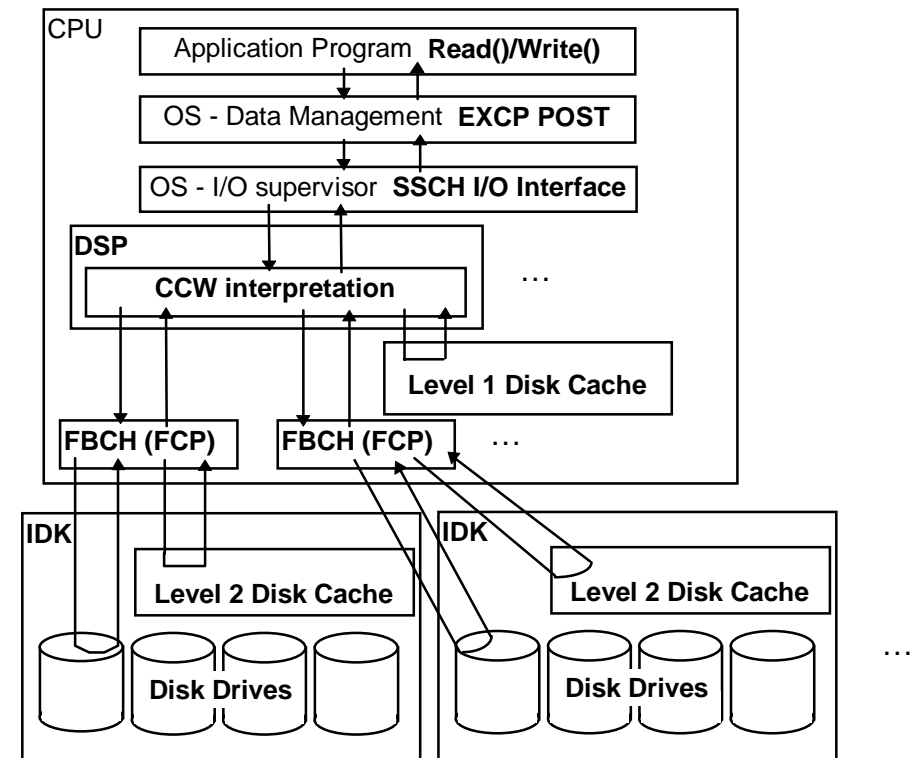 CPU
Application Program Read()/Write()
OS - Data Management EXCP POST
OS - I/O supervisor SSCH I/O Interface
DSP
CCW interpretation
...
Level 1 Disk Cache
FBCH (FCP)
FBCH (FCP)
...
IDK
IDK
Level 2 Disk Cache
Level 2 Disk Cache
...
Disk Drives
Disk Drives